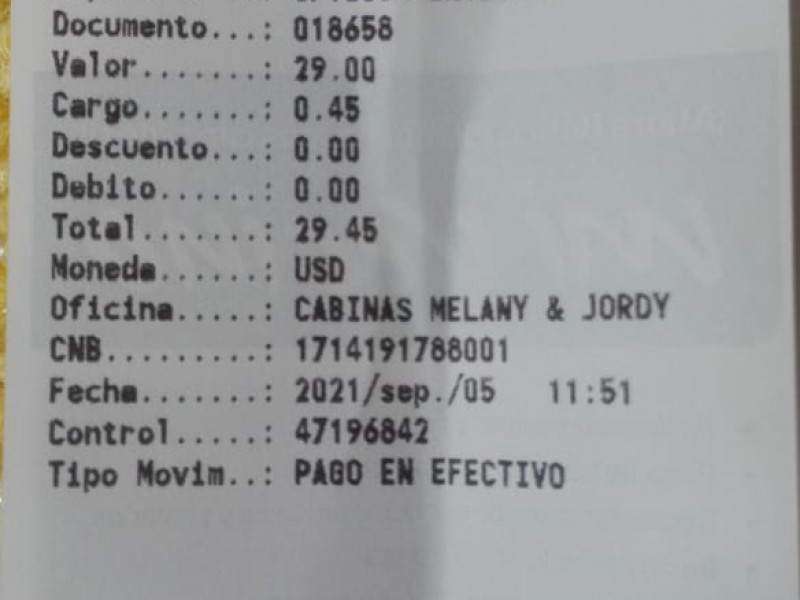 Documento...: 018658
Valor.......: 29.00
Cargo.......: 0.45
Descuento...: 0.00
Debito......: 0.00
Total.......: 29.45
Moneda......: USD
Oficina.....: CABINAS MELANY & JORDY
CNB.........: 1714191788001
Fecha.......: 2021/sep./05 11:51
Control.....: 47196842
Tipo Movim..: PAGO EN EFECTIVO